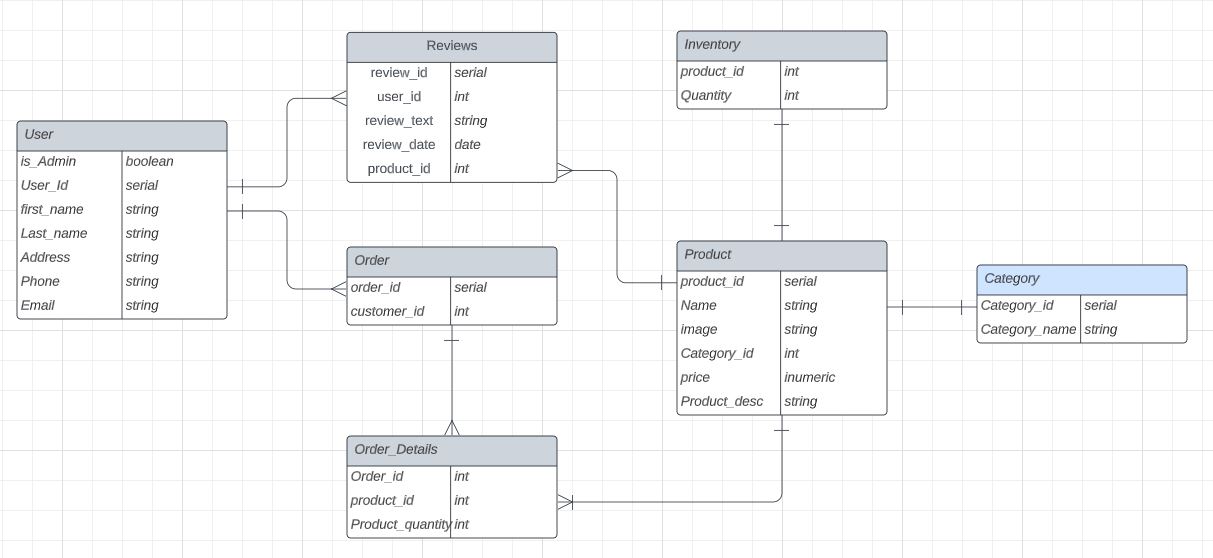 Reviews
review_id serial
user_id int
review_text string
review_date date
product_id int
Inventory
product_id int
Quantity int
User
is_Admin boolean
User_Id serial
first_name string
Last_name string
Address string
Phone string
Email string
Order
order_id serial
customer_id int
Product
product_id serial
Name string
image string
Category_id int
price inumeric
Product_desc string
Category
Category_id serial
Category_name string
Order_Details
Order_id int
product_id int
Product_quantity int